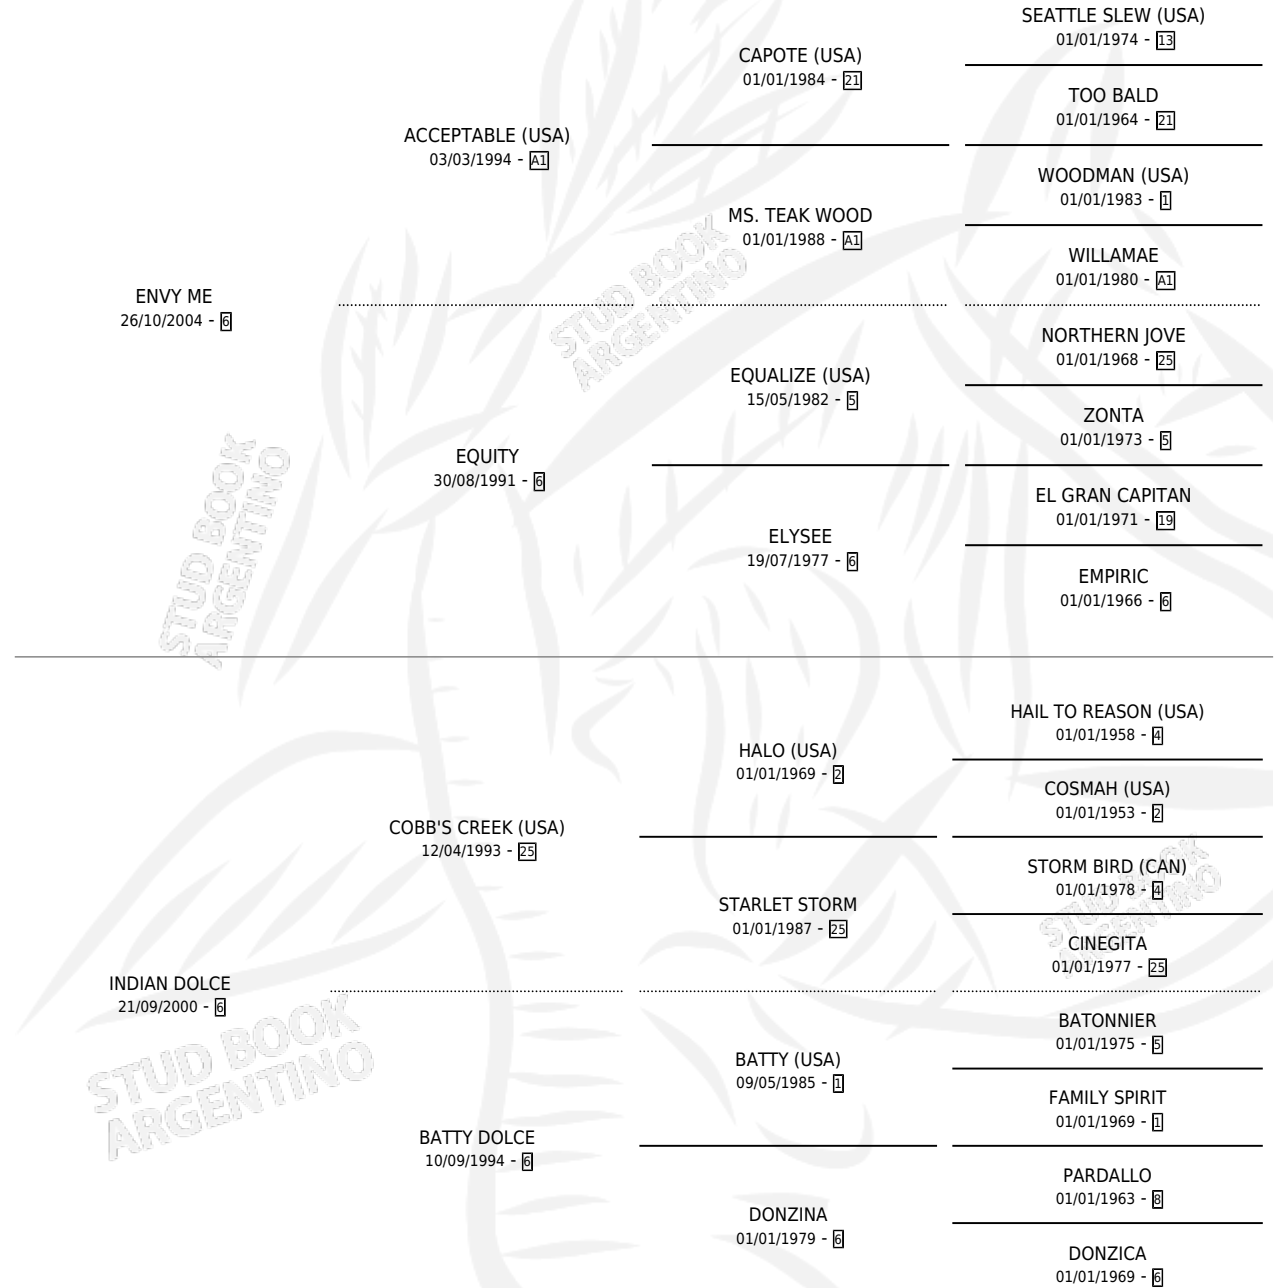 SEATTLE SLEW (USA)
01/01/1974 - 13
CAPOTE (USA)
01/01/1984 - 21
TOO BALD
01/01/1964 - 21
ACCEPTABLE (USA)
03/03/1994 - A1
WOODMAN (USA)
01/01/1983 - 1
MS. TEAK WOOD
01/01/1988 - A1
WILLAMAE
01/01/1980 - A1
ENVY ME
26/10/2004 - 6
NORTHERN JOVE
01/01/1968 - 25
EQUALIZE (USA)
15/05/1982 - 5
ZONTA
01/01/1973 - 5
EQUITY
30/08/1991 - 6
EL GRAN CAPITAN
01/01/1971 - 19
ELYSEE
19/07/1977 - 6
EMPIRIC
01/01/1966 - 6
STUD BOOK
ARGENTINO
STUD BOOK
ARGENTINO
HAIL TO REASON (USA)
01/01/1958 - 4
HALO (USA)
01/01/1969 - 2
COSMAH (USA)
01/01/1953 - 2
COBB'S CREEK (USA)
12/04/1993 - 25
STORM BIRD (CAN)
01/01/1978 - 4
STARLET STORM
01/01/1987 - 25
CINEGITA
01/01/1977 - 25
INDIAN DOLCE
21/09/2000 - 6
BATONNIER
01/01/1975 - 5
BATTY (USA)
09/05/1985 - 1
FAMILY SPIRIT
01/01/1969 - 1
BATTY DOLCE
10/09/1994 - 6
PARDALLO
01/01/1963 - 8
DONZINA
01/01/1979 - 6
DONZICA
01/01/1969 - 6
STUD BOOK
ARGENTINO
STUD BOOK
ARGENTINO